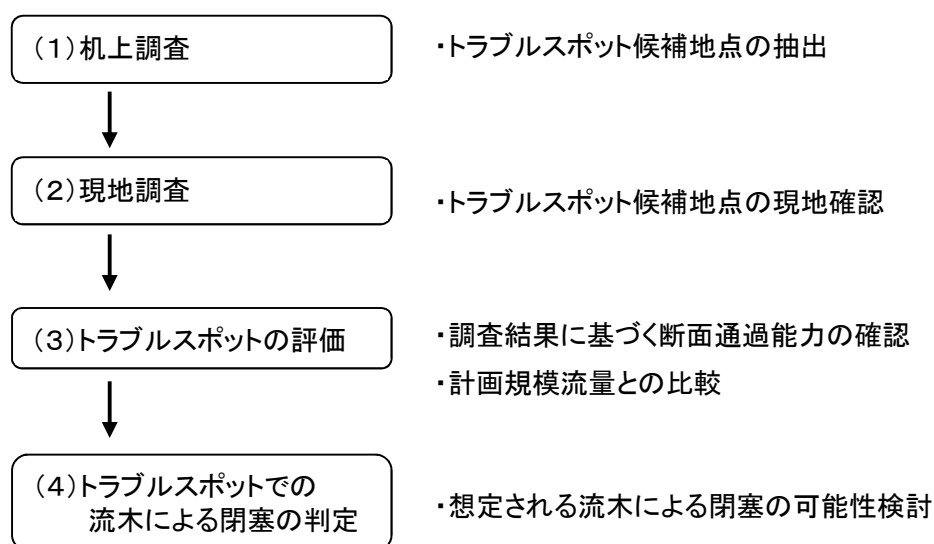 （１）机上調査
・トラブルスポット候補地点の抽出
（２）現地調査
・トラブルスポット候補地点の現地確認
（３）トラブルスポットの評価
・調査結果に基づく断面通過能力の確認
・計画規模流量との比較
（４）トラブルスポットでの
流木による閉塞の判定
・想定される流木による閉塞の可能性検討